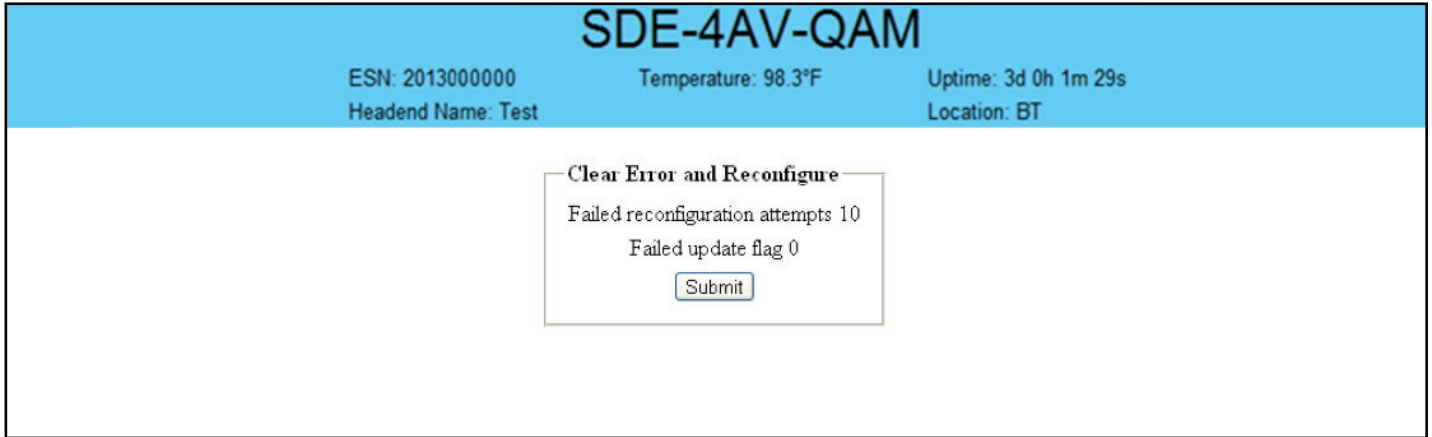 SDE-4AV-QAM
ESN: 2013000000 Temperature: 98.3°F Uptime: 3d 0h 1m 29s
Headend Name: Test Location: BT
Clear Error and Reconfigure
Failed reconfiguration attempts 10
Failed update flag 0
Submit